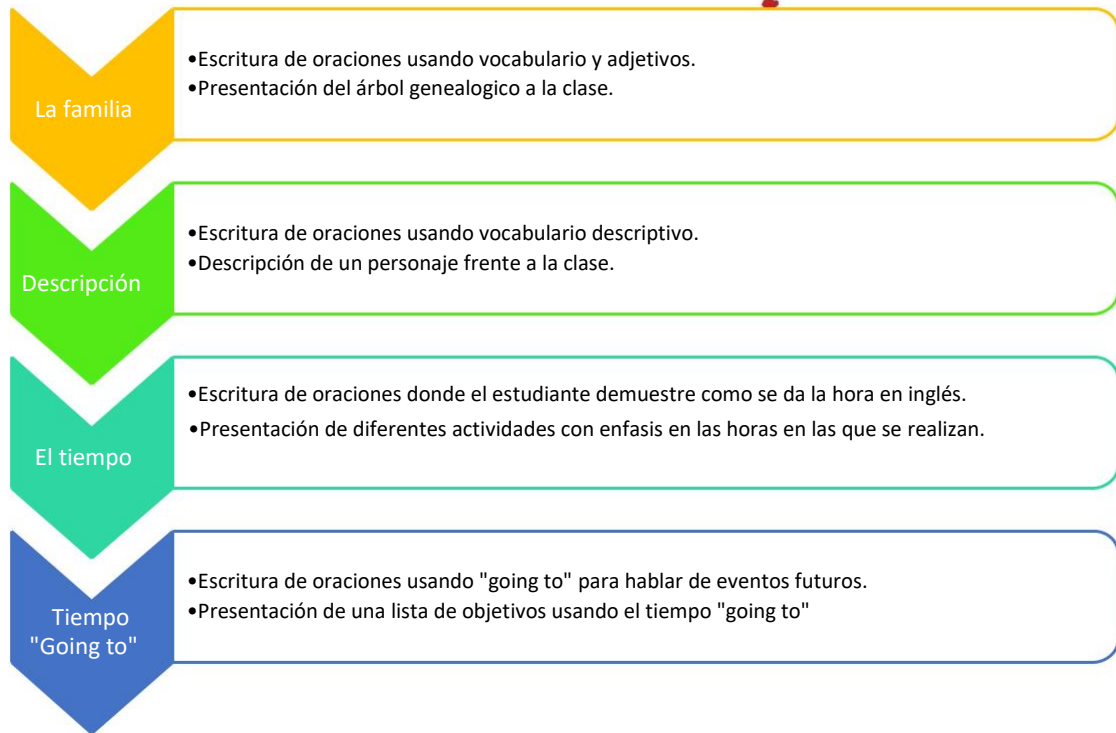 La familia
•Escritura de oraciones usando vocabulario y adjetivos.
•Presentación del árbol genealogico a la clase.
Descripción
•Escritura de oraciones usando vocabulario descriptivo.
•Descripción de un personaje frente a la clase.
El tiempo
•Escritura de oraciones donde el estudiante demuestre como se da la hora en inglés.
•Presentación de diferentes actividades con enfasis en las horas en las que se realizan.
Tiempo
"Going to"
•Escritura de oraciones usando "going to" para hablar de eventos futuros.
•Presentación de una lista de objetivos usando el tiempo "going to"